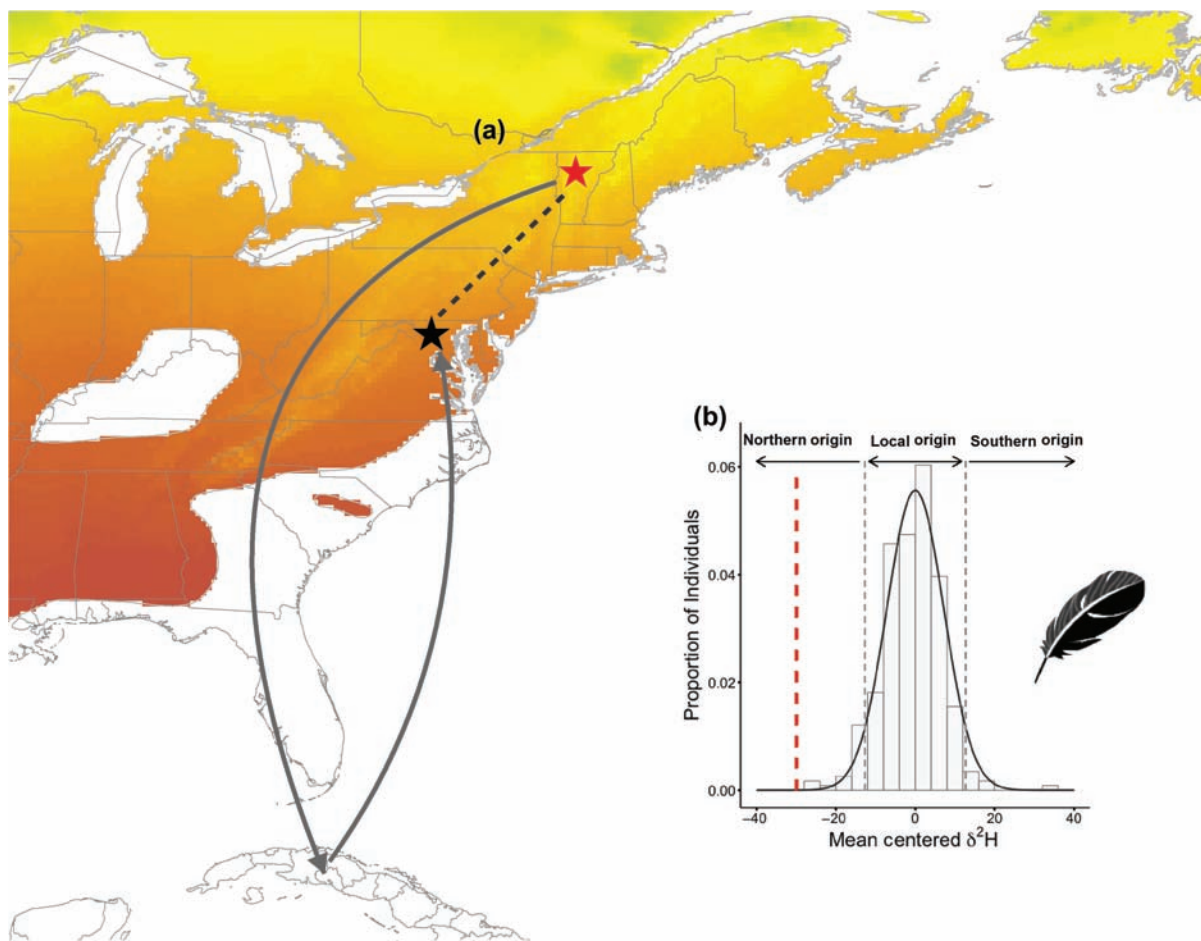 (a)
(b)
Northern origin Local origin Southern origin
0.06
0.04
0.02
0.00
Proportion of Individuals
−40 −20 0 20 40
Mean centered δ²H